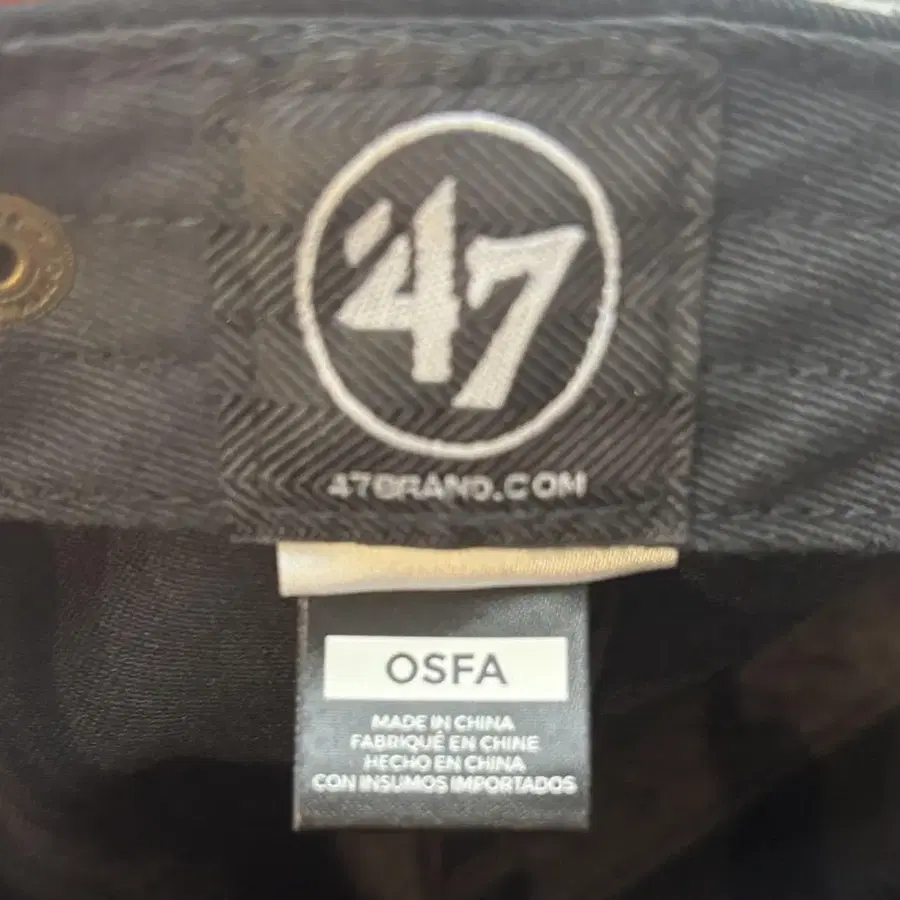 '47
47BRAND.COM
OSFA
MADE IN CHINA
FABRIQUÉ EN CHINE
HECHO EN CHINA
CON INSUMOS IMPORTADOS